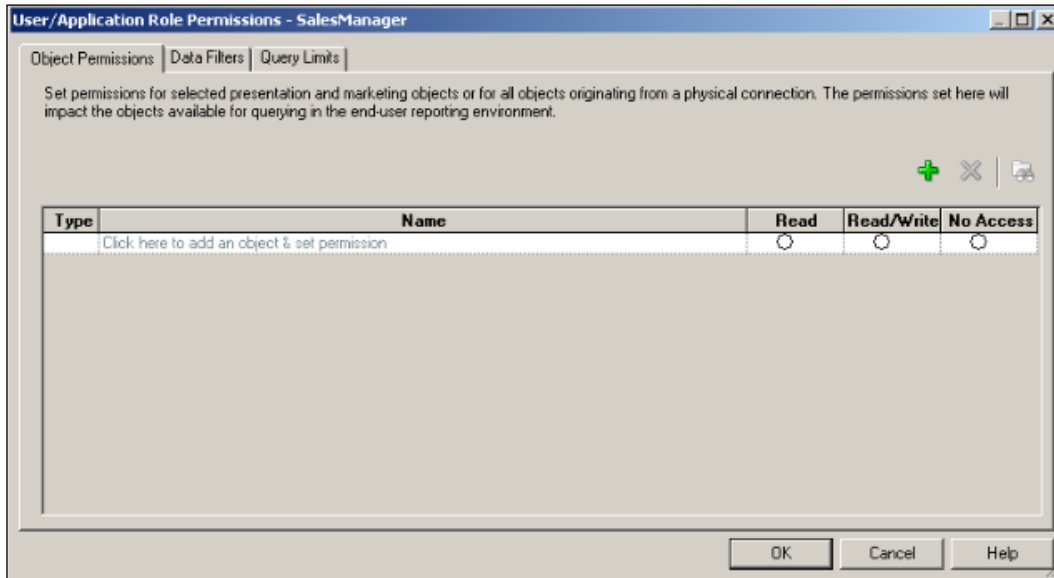 User/Application Role Permissions - SalesManager
Object Permissions Data Filters Query Limits
Set permissions for selected presentation and marketing objects or for all objects originating from a physical connection. The permissions set here will
impact the objects available for querying in the end-user reporting environment.
Type Name Read Read/Write No Access
Click here to add an object & set permission
OK Cancel Help